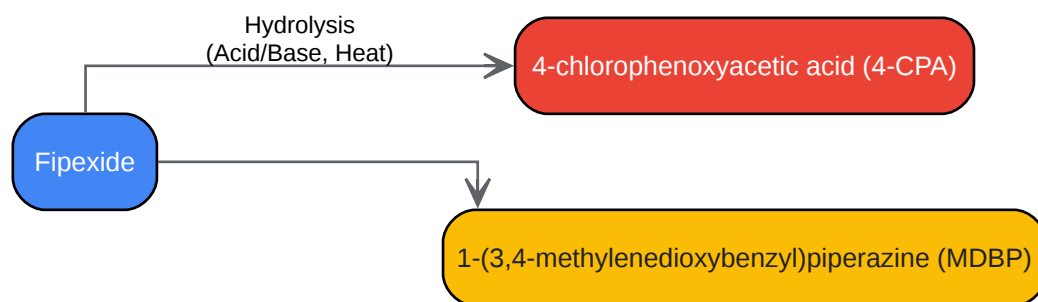 Hydrolysis
(Acid/Base, Heat)
4-chlorophenoxyacetic acid (4-CPA)
Fipexide
1-(3,4-methylenedioxybenzyl)piperazine (MDBP)